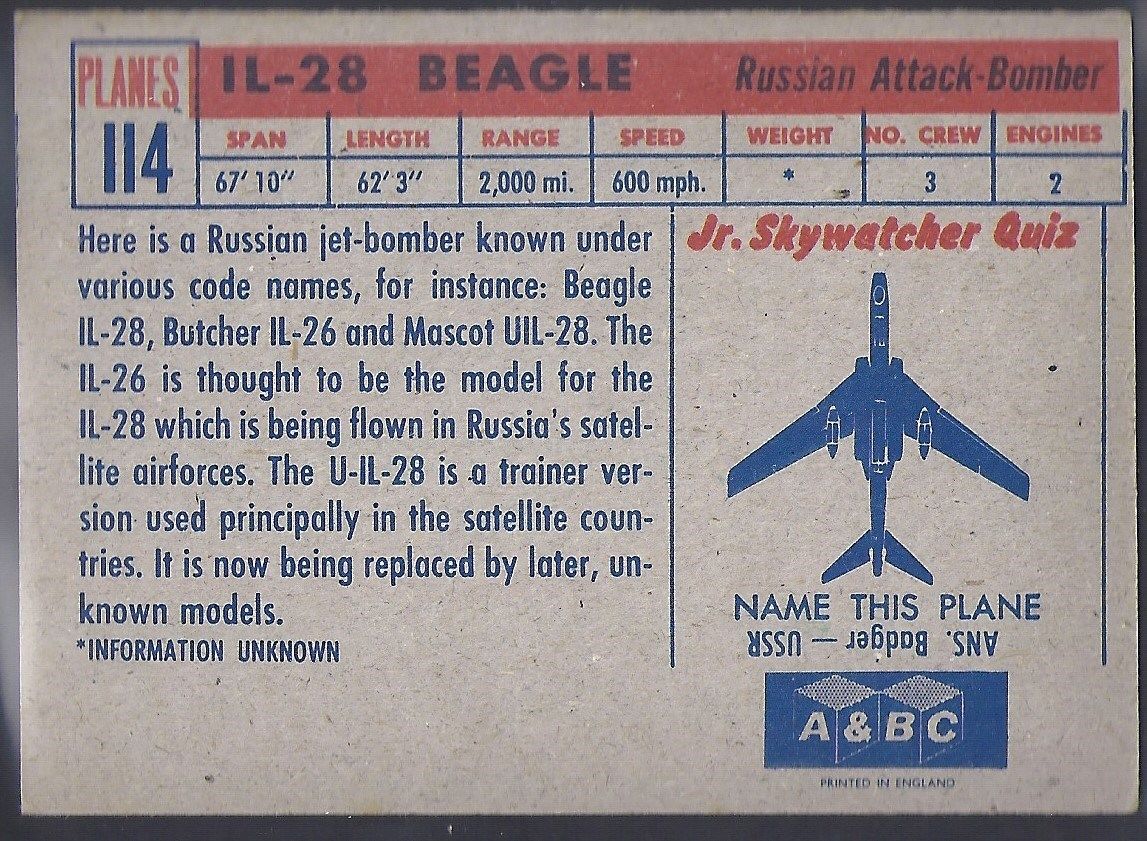 PLANES
114
IL-28 BEAGLE Russian Attack-Bomber
SPAN LENGTH RANGE SPEED WEIGHT NO. CREW ENGINES
67' 10" 62' 3" 2,000 mi. 600 mph. * 3 2
Here is a Russian jet-bomber known under
various code names, for instance: Beagle
IL-28, Butcher IL-26 and Mascot UIL-28. The
IL-26 is thought to be the model for the
IL-28 which is being flown in Russia's satel-
lite airforces. The U-IL-28 is a trainer ver-
sion used principally in the satellite coun-
tries. It is now being replaced by later, un-
known models.
*INFORMATION UNKNOWN
Jr. Skywatcher Quiz
NAME THIS PLANE
ANS. Badger — USSR
A & B C
PRINTED IN ENGLAND